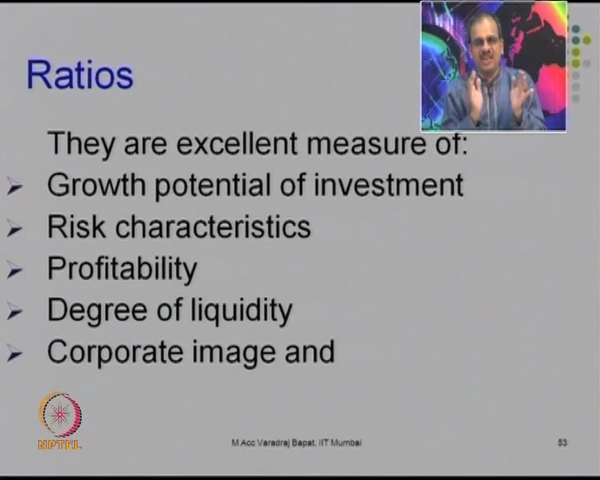 Ratios
They are excellent measure of:
Growth potential of investment
Risk characteristics
Profitability
Degree of liquidity
Corporate image and
NPTEL
M Acc Varadraj Bapat, IIT Mumbai
53